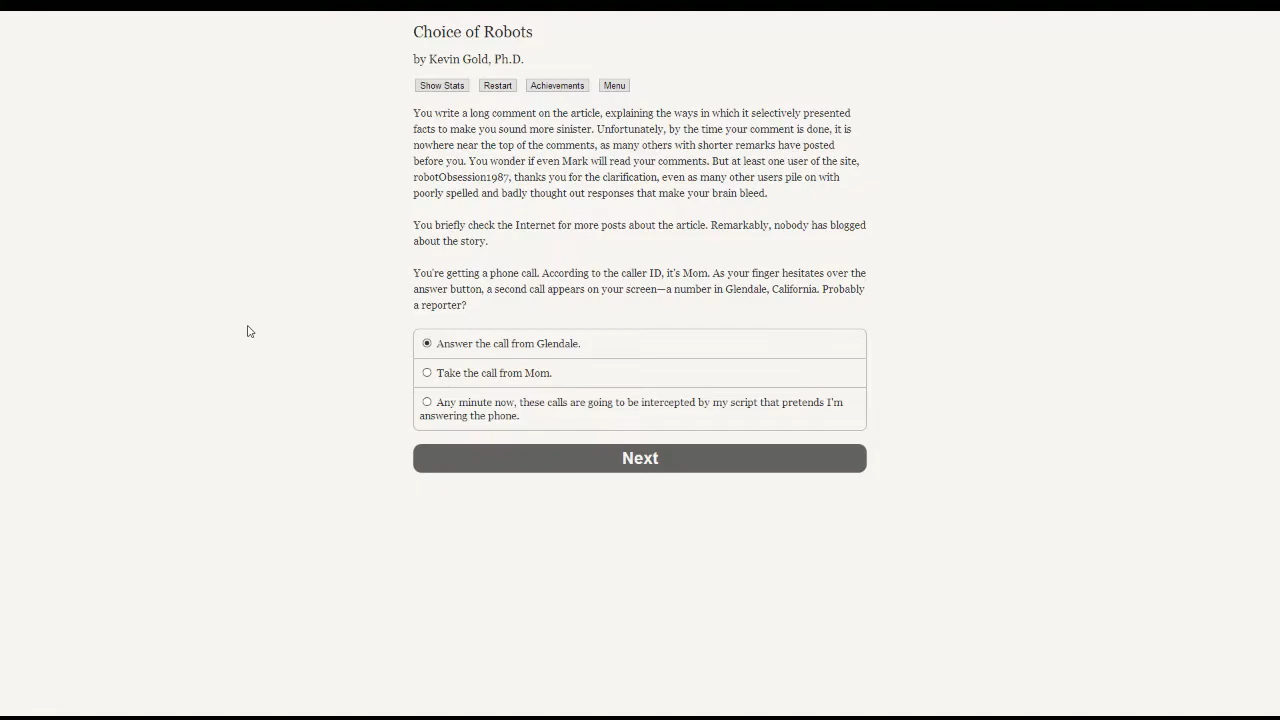 Choice of Robots
by Kevin Gold, Ph.D.
Show Stats Restart Achievements Menu
You write a long comment on the article, explaining the ways in which it selectively presented
facts to make you sound more sinister. Unfortunately, by the time your comment is done, it is
nowhere near the top of the comments, as many others with shorter remarks have posted
before you. You wonder if even Mark will read your comments. But at least one user of the site,
robotObsession1987, thanks you for the clarification, even as many other users pile on with
poorly spelled and badly thought out responses that make your brain bleed.
You briefly check the Internet for more posts about the article. Remarkably, nobody has blogged
about the story.
You're getting a phone call. According to the caller ID, it's Mom. As your finger hesitates over the
answer button, a second call appears on your screen—a number in Glendale, California. Probably
a reporter?
Answer the call from Glendale.
Take the call from Mom.
Any minute now, these calls are going to be intercepted by my script that pretends I'm
answering the phone.
Next